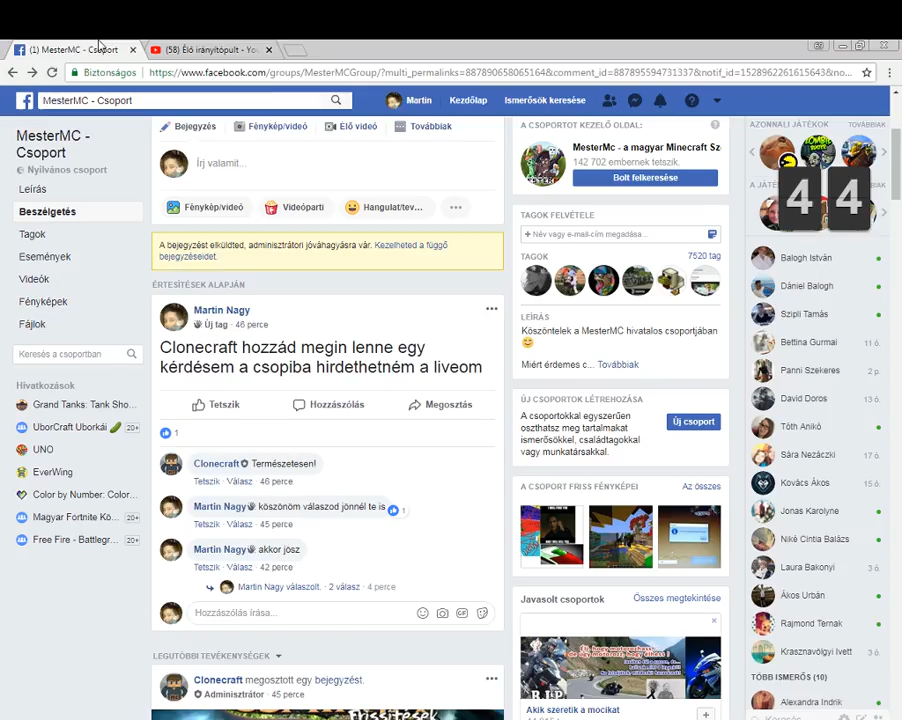 (1) MesterMC - Csoport
(58) Élő irányítópult - Yo
Biztonságos
https://www.facebook.com/groups/MesterMCGroup/?multi_permalinks=887890658065164&comment_id=887895594731337&notif_id=1528962261615643&no...
MesterMC - Csoport
Martin
Kezdőlap
Ismerősök keresése
MesterMC -
Csoport
Nyilvános csoport
Leírás
Beszélgetés
Tagok
Események
Videók
Fényképek
Fájlok
Keresés a csoportban
Hivatkozások
Grand Tanks: Tank Sho...
UborCraft Uborkái 20+
UNO
EverWing
Color by Number: Color...
Magyar Fortnite Kö... 20+
Free Fire - Battlegr... 20+
Bejegyzés
Fénykép/videó
Élő videó
Továbbiak
Írj valamit...
Fénykép/videó
Videóparti
Hangulat/tev...
A bejegyzést elküldted, adminisztrátori jóváhagyásra vár. Kezelheted a függő
bejegyzéseidet.
ÉRTESÍTÉSEK ALAPJÁN
Martin Nagy
Új tag · 46 perce
Clonecraft hozzád megin lenne egy
kérdésem a csopiba hirdethetném a liveom
Tetszik
Hozzászólás
Megosztás
1
Clonecraft Természetesen!
Tetszik · Válasz · 46 perce
Martin Nagy köszönöm válaszod jönnél te is
1
Tetszik · Válasz · 45 perce
Martin Nagy akkor jösz
Tetszik · Válasz · 42 perce
Martin Nagy válaszolt. · 2 válasz · 4 perce
Hozzászólás írása...
LEGUTÓBBI TEVÉKENYSÉGEK
Clonecraft megosztott egy bejegyzést.
Adminisztrátor · 45 perce
A CSOPORTOT KEZELŐ OLDAL:
MesterMc - a magyar Minecraft Sz
142 702 embernek tetszik.
Bolt felkeresése
TAGOK FELVÉTELE
+ Név vagy e-mail-cím megadása...
TAGOK
7520 tag
LEÍRÁS
Köszöntelek a MesterMC hivatalos csoportjában
Miért érdemes c... Továbbiak
ÚJ CSOPORTOK LÉTREHOZÁSA
A csoportokkal egyszerűen
oszthatsz meg tartalmakat
ismerősökkel, családtagokkal
vagy munkatársakkal.
Új csoport
A CSOPORT FRISS FÉNYKÉPEI
Az összes
Javasolt csoportok
Összes megtekintése
R.I.P
Akik szeretik a mocikat
AZONNALI JÁTÉKOK
TOVÁBBIAK
4 4
Balogh István
Dániel Balogh
Szipli Tamás
Bettina Gurmai 11 ó.
Panni Szekeres 2 p.
David Doros 13 ó.
Tóth Anikó
Sára Nezáczki 17 ó.
Kovács Ákos 15 ó.
Jonas Karolyne
Niké Cintia Balázs
Laura Bakonyi 3 ó.
Ákos Urbán
Rajmond Ternak
Krasznavölgyi Ivett 3 ó.
TÖBB ISMERŐS (10)
Alexandra Indrik
Keresés